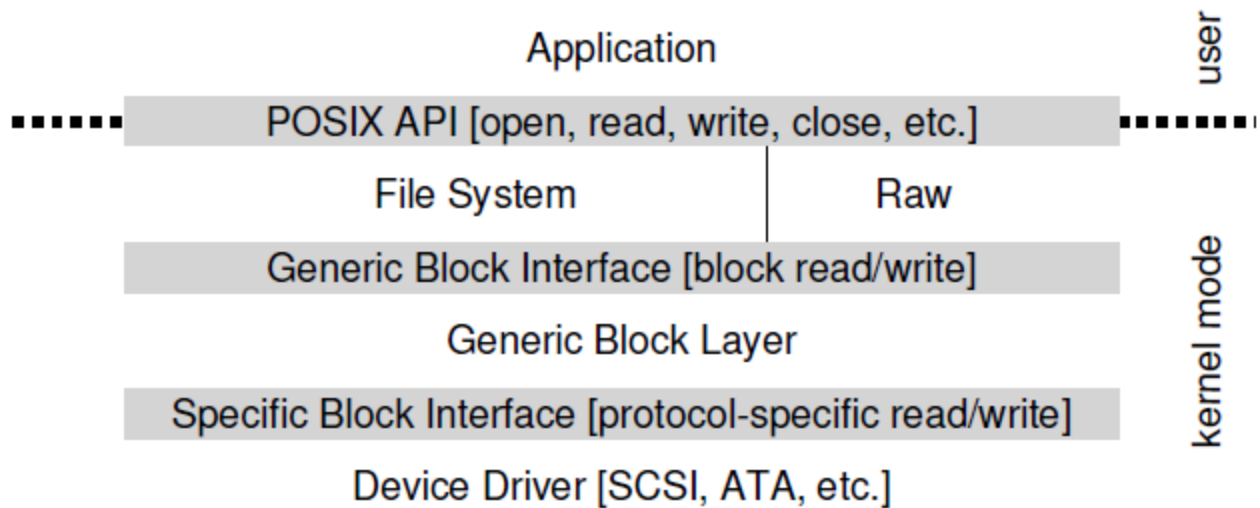 Application
user
POSIX API [open, read, write, close, etc.]
File System
Raw
Generic Block Interface [block read/write]
Generic Block Layer
kernel mode
Specific Block Interface [protocol-specific read/write]
Device Driver [SCSI, ATA, etc.]